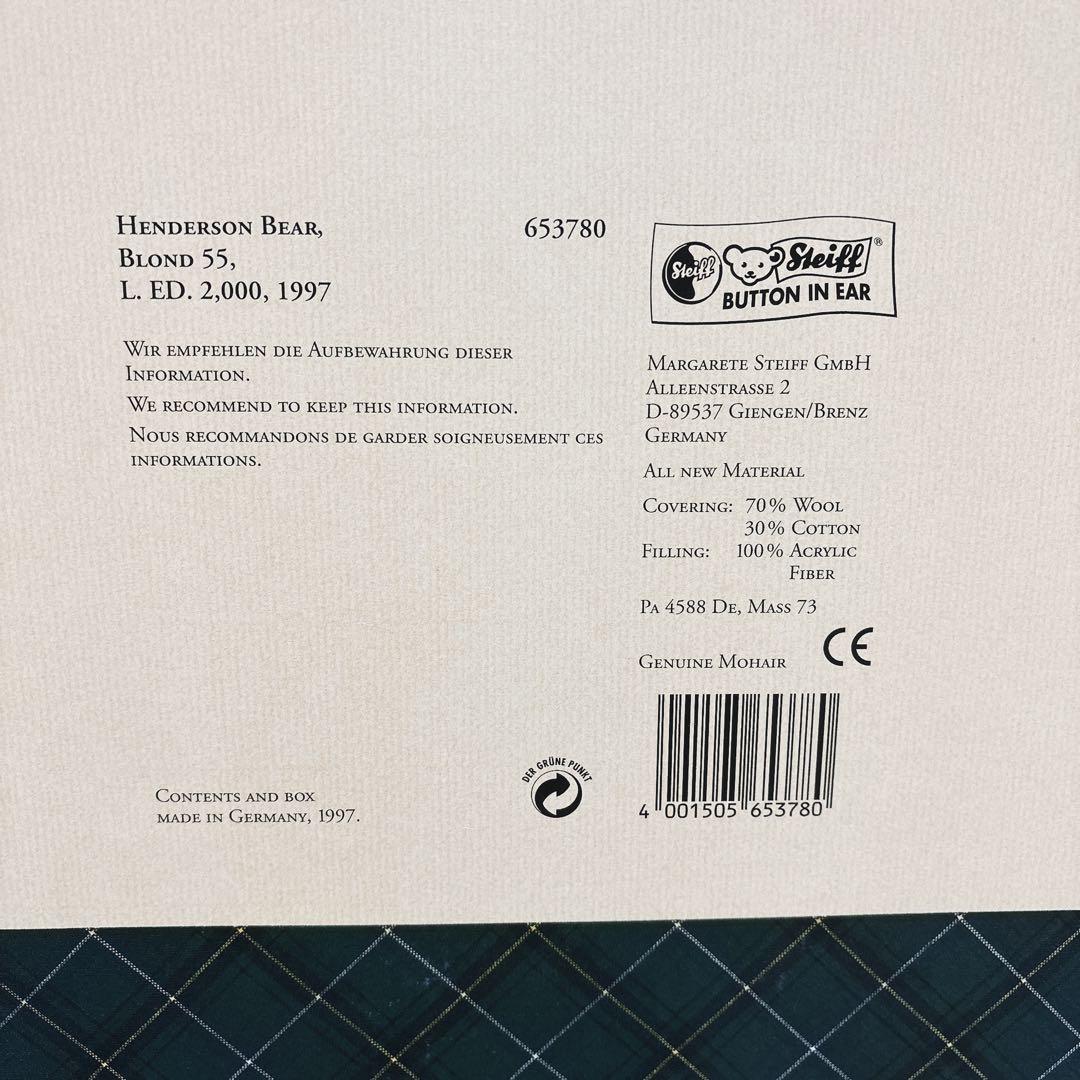 Henderson Bear,
Blond 55,
L. ED. 2,000, 1997
653780
Wir empfehlen die Aufbewahrung dieser
Information.
We recommend to keep this information.
Nous recommandons de garder soigneusement ces
informations.
Contents and box
made in Germany, 1997.
DER GRÜNE PUNKT
Steiff
Steiff®
BUTTON IN EAR
Margarete Steiff GmbH
Alleenstrasse 2
D-89537 Giengen/Brenz
Germany
All new Material
Covering: 70% Wool
30% Cotton
Filling: 100% Acrylic
Fiber
Pa 4588 De, Mass 73
CE
Genuine Mohair
4 001505 653780